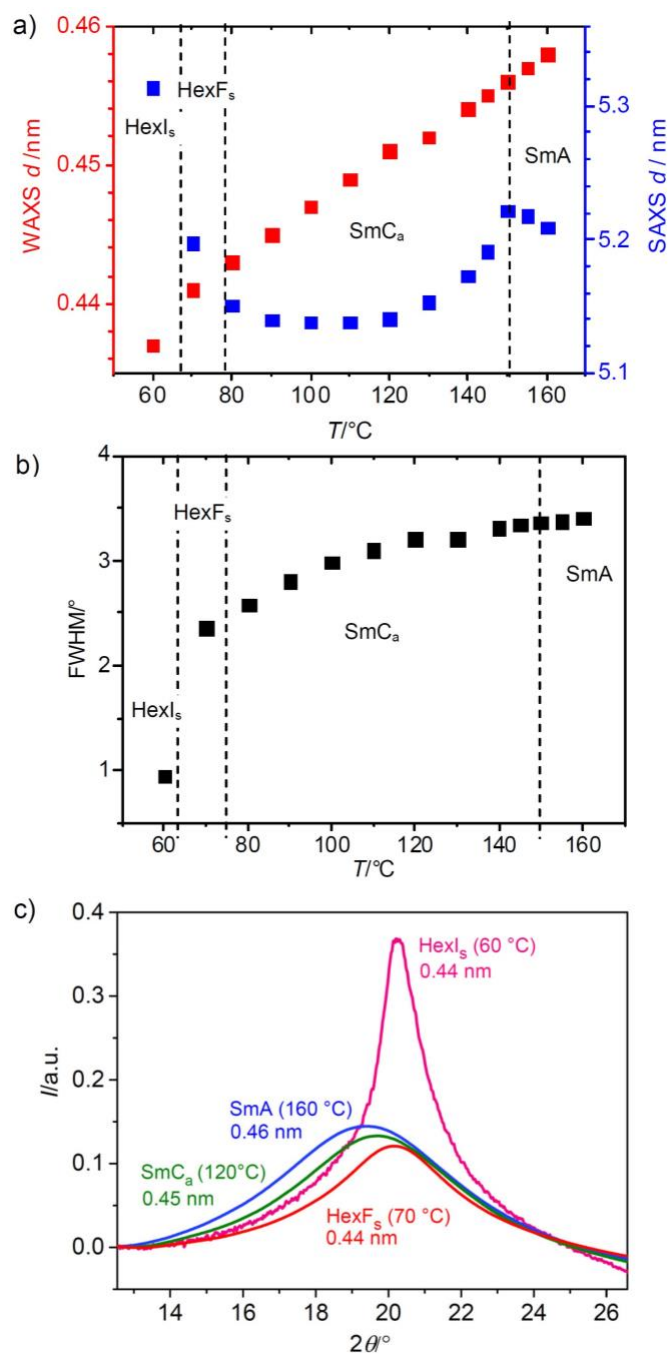 a)
0.46
0.45
0.44
WAXS d /nm
HexIₛ
HexFₛ
SmCₐ
SmA
5.3
5.2
5.1
SAXS d / nm
60 80 100 120 140 160
T/°C
b)
4
3
2
1
FWHM/°
HexFₛ
SmA
SmCₐ
HexIₛ
60 80 100 120 140 160
T/°C
c)
0.4
0.3
0.2
0.1
0.0
I/a.u.
HexIₛ (60 °C)
0.44 nm
SmA (160 °C)
0.46 nm
SmCₐ (120°C)
0.45 nm
HexFₛ (70 °C)
0.44 nm
14 16 18 20 22 24 26
2θ/°